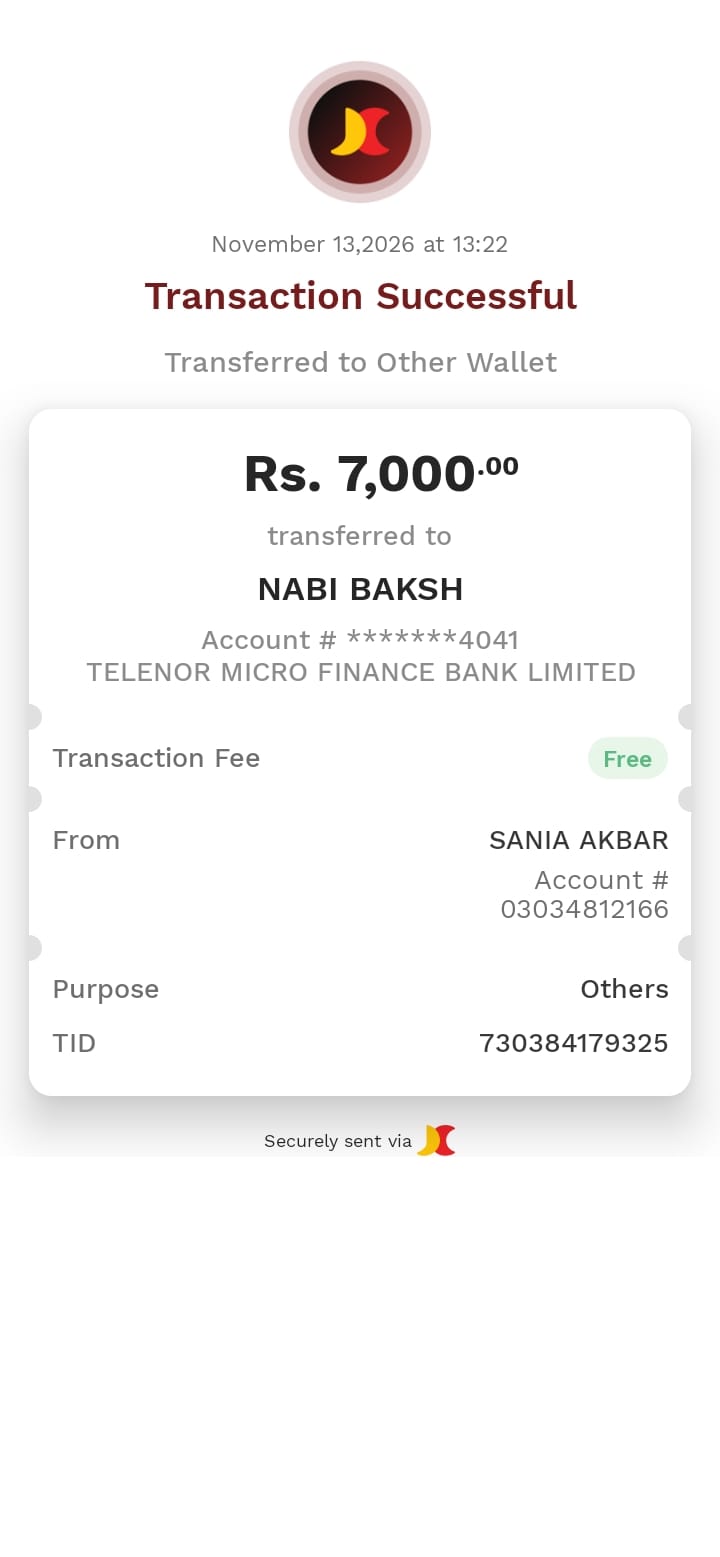 November 13,2026 at 13:22
Transaction Successful
Transferred to Other Wallet
Rs. 7,000.00
transferred to
NABI BAKSH
Account # *******4041
TELENOR MICRO FINANCE BANK LIMITED
Transaction Fee Free
From SANIA AKBAR
Account #
03034812166
Purpose Others
TID 730384179325
Securely sent via